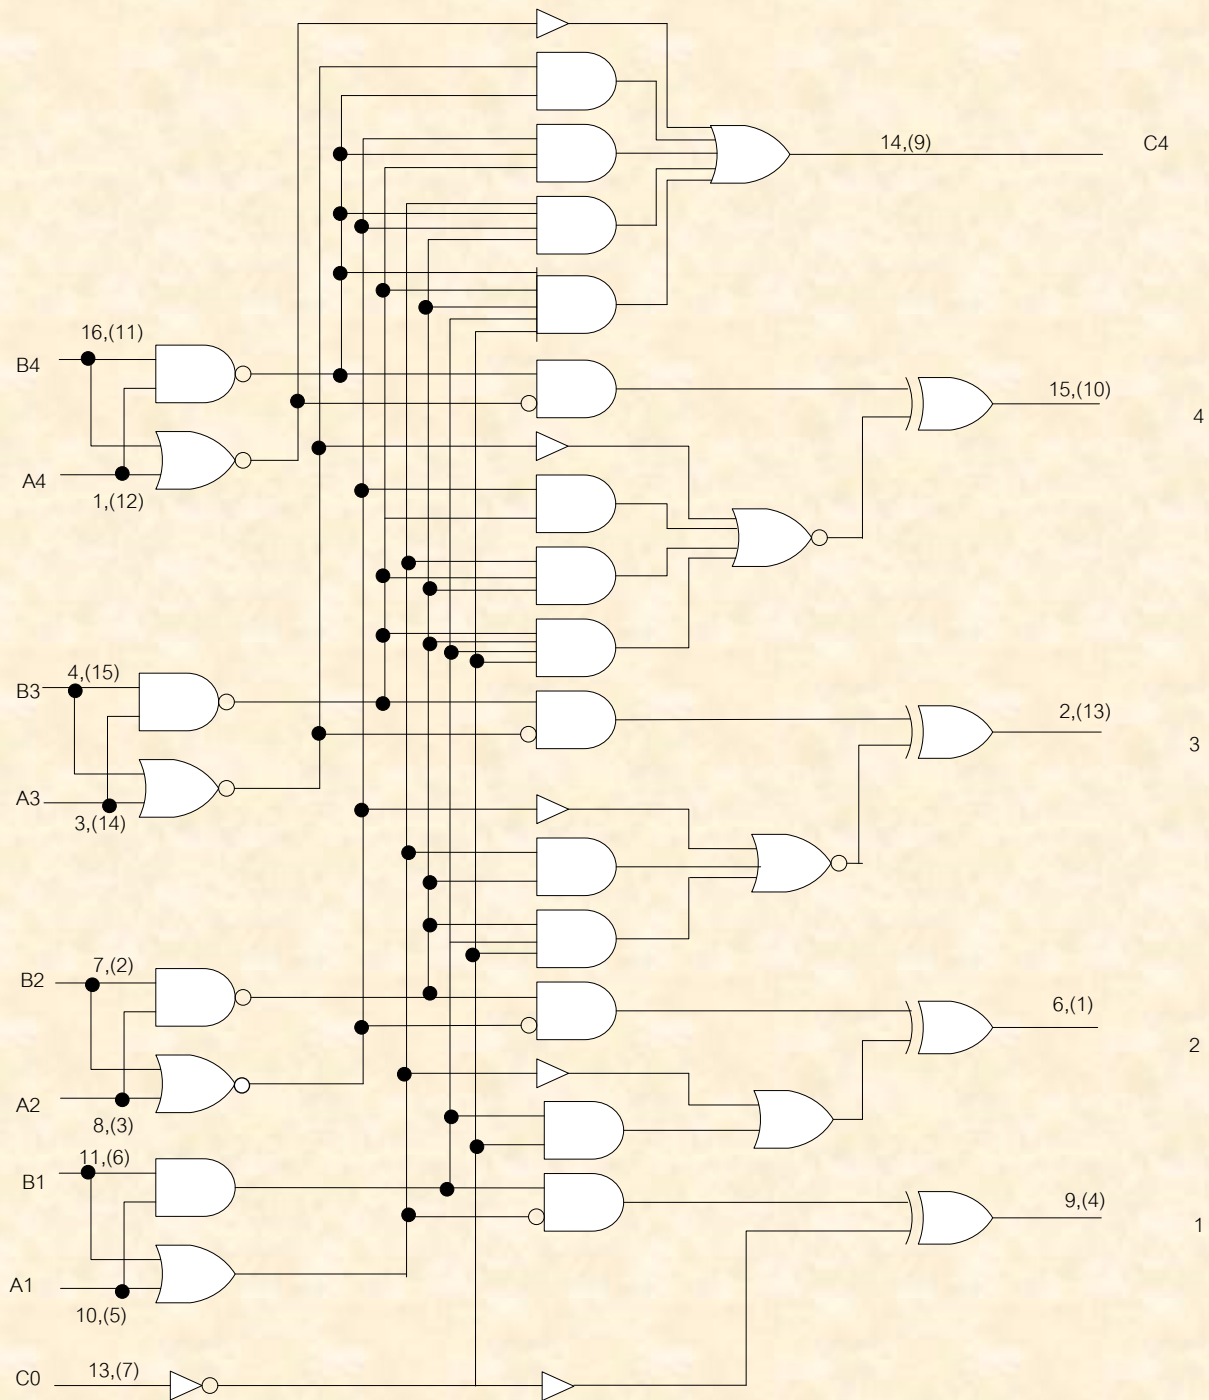 14,(9)
C4
16,(11)
B4
15,(10)
4
A4
1,(12)
4,(15)
B3
2,(13)
3
A3
3,(14)
7,(2)
B2
6,(1)
2
A2
8,(3)
11,(6)
B1
9,(4)
1
A1
10,(5)
13,(7)
C0